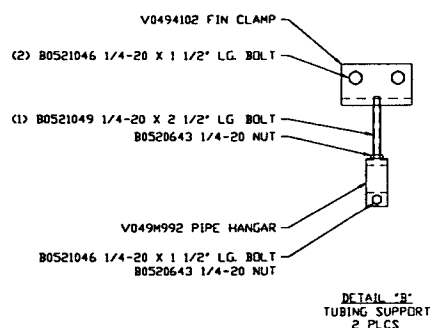 V0494102 FIN CLAMP
(2) B0521046 1/4-20 X 1 1/2" LG. BOLT
(1) B0521049 1/4-20 X 2 1/2" LG BOLT
B0520643 1/4-20 NUT
V049M992 PIPE HANGAR
B0521046 1/4-20 X 1 1/2" LG. BOLT
B0520643 1/4-20 NUT
DETAIL "B"
TUBING SUPPORT
2 PLCS